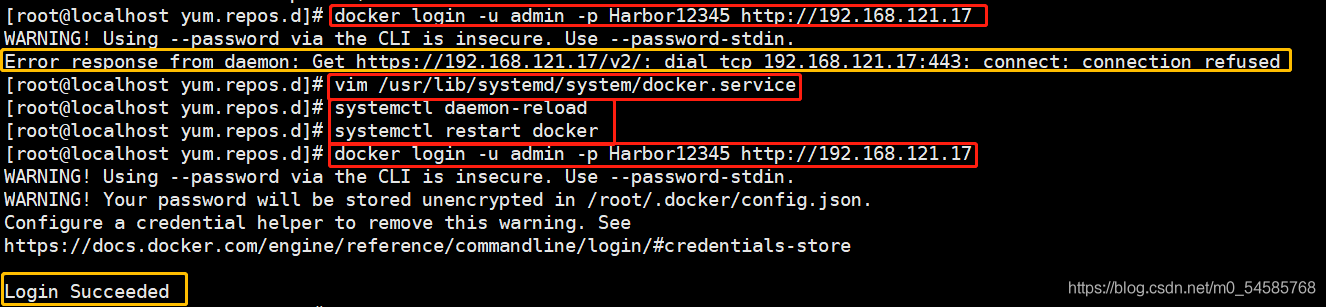 [root@localhost yum.repos.d]# docker login -u admin -p Harbor12345 http://192.168.121.17
WARNING! Using --password via the CLI is insecure. Use --password-stdin.
Error response from daemon: Get https://192.168.121.17/v2/: dial tcp 192.168.121.17:443: connect: connection refused
[root@localhost yum.repos.d]# vim /usr/lib/systemd/system/docker.service
[root@localhost yum.repos.d]# systemctl daemon-reload
[root@localhost yum.repos.d]# systemctl restart docker
[root@localhost yum.repos.d]# docker login -u admin -p Harbor12345 http://192.168.121.17
WARNING! Using --password via the CLI is insecure. Use --password-stdin.
WARNING! Your password will be stored unencrypted in /root/.docker/config.json.
Configure a credential helper to remove this warning. See
https://docs.docker.com/engine/reference/commandline/login/#credentials-store
Login Succeeded
https://blog.csdn.net/m0_54585768